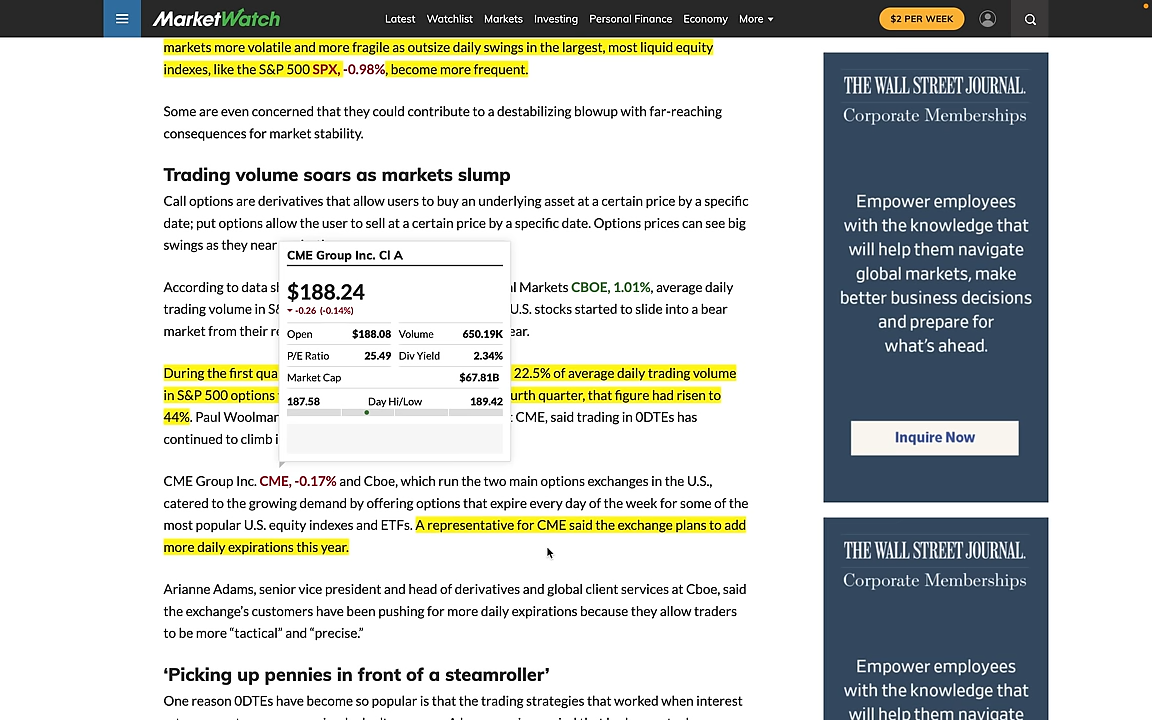 MarketWatch
Latest Watchlist Markets Investing Personal Finance Economy More
$2 PER WEEK
markets more volatile and more fragile as outsize daily swings in the largest, most liquid equity
indexes, like the S&P 500 SPX, -0.98%, become more frequent.
Some are even concerned that they could contribute to a destabilizing blowup with far-reaching
consequences for market stability.
Trading volume soars as markets slump
Call options are derivatives that allow users to buy an underlying asset at a certain price by a specific
date; put options allow the user to sell at a certain price by a specific date. Options prices can see big
swings as they near
According to data l Markets CBOE, 1.01%, average daily
trading volume in U.S. stocks started to slide into a bear
market from their ear.
During the first 22.5% of average daily trading volume
in S&P 500 options urth quarter, that figure had risen to
44%. Paul CME, said trading in 0DTEs has
continued to climb
CME Group Inc. Cl A
$188.24
-0.26 (-0.14%)
Open $188.08 Volume 650.19K
P/E Ratio 25.49 Div Yield 2.34%
Market Cap $67.81B
187.58 Day Hi/Low 189.42
CME Group Inc. CME, -0.17% and Cboe, which run the two main options exchanges in the U.S.,
catered to the growing demand by offering options that expire every day of the week for some of the
most popular U.S. equity indexes and ETFs. A representative for CME said the exchange plans to add
more daily expirations this year.
Arianne Adams, senior vice president and head of derivatives and global client services at Cboe, said
the exchange's customers have been pushing for more daily expirations because they allow traders
to be more “tactical” and “precise.”
‘Picking up pennies in front of a steamroller’
One reason 0DTEs have become so popular is that the trading strategies that worked when interest
THE WALL STREET JOURNAL.
Corporate Memberships
Empower employees
with the knowledge that
will help them navigate
global markets, make
better business decisions
and prepare for
what's ahead.
Inquire Now
THE WALL STREET JOURNAL.
Corporate Memberships
Empower employees
with the knowledge that
will help them navigate